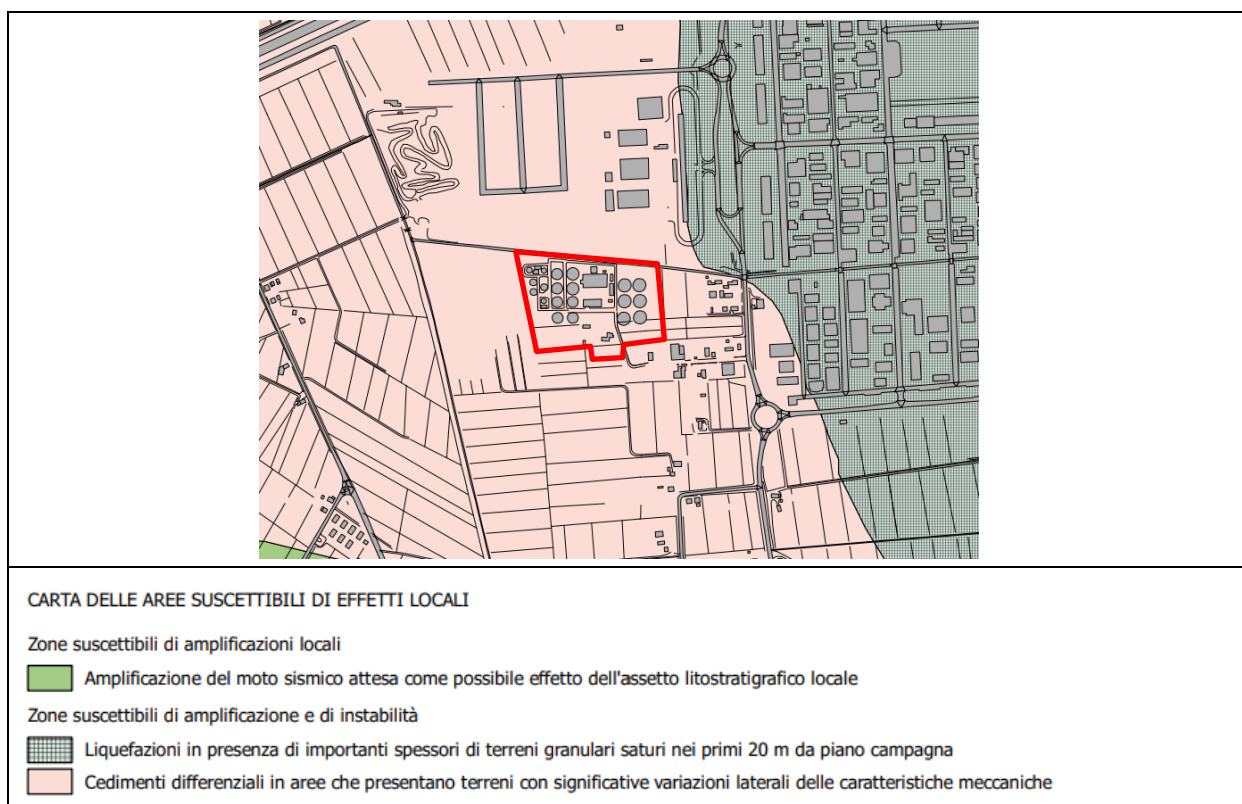 CARTA DELLE AREE SUSCETTIBILI DI EFFETTI LOCALI
Zone suscettibili di amplificazioni locali
Amplificazione del moto sismico attesa come possibile effetto dell'assetto litostratigrafico locale
Zone suscettibili di amplificazione e di instabilità
Liquefazioni in presenza di importanti spessori di terreni granulari saturi nei primi 20 m da piano campagna
Cedimenti differenziali in aree che presentano terreni con significative variazioni laterali delle caratteristiche meccaniche